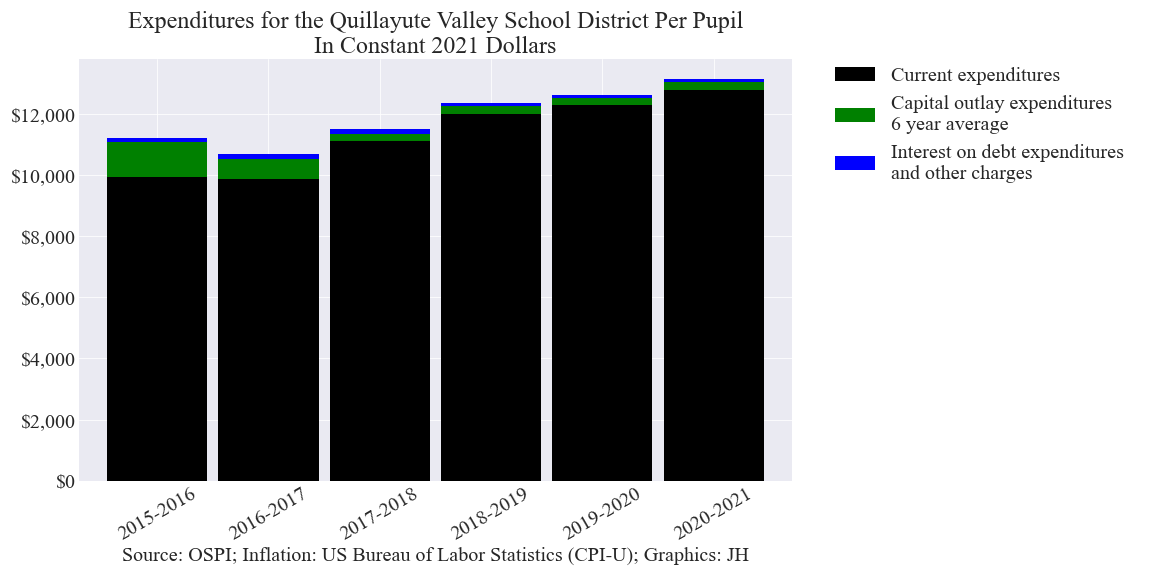 Expenditures for the Quillayute Valley School District Per Pupil
In Constant 2021 Dollars
Current expenditures
Capital outlay expenditures
6 year average
Interest on debt expenditures
and other charges
$12,000
$10,000
$8,000
$6,000
$4,000
$2,000
$0
2015-2016
2016-2017
2017-2018
2018-2019
2019-2020
2020-2021
Source: OSPI; Inflation: US Bureau of Labor Statistics (CPI-U); Graphics: JH